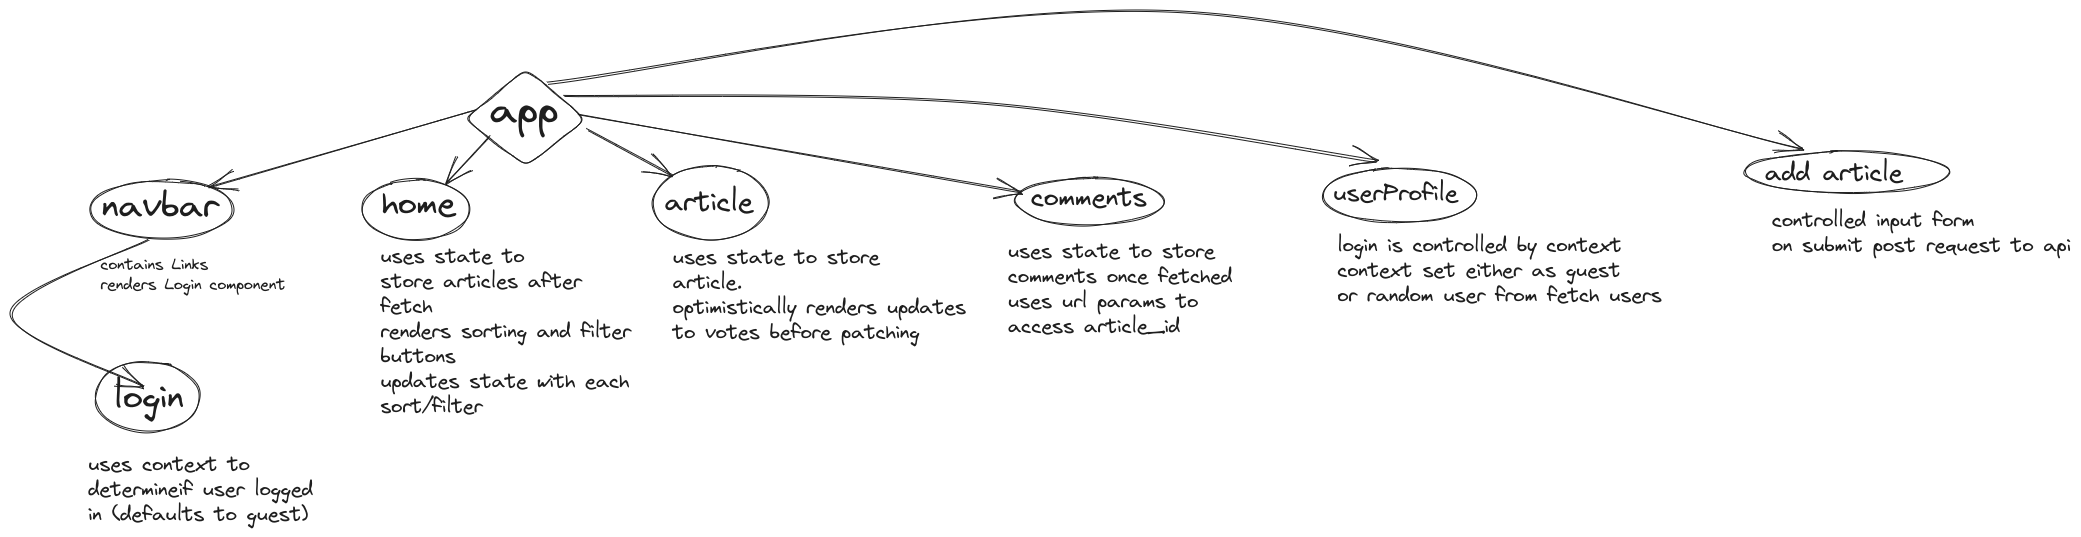 app
navbar
contains Links
renders Login component
login
uses context to
determineif user logged
in (defaults to guest)
home
uses state to
store articles after
fetch
renders sorting and filter
buttons
updates state with each
sort/filter
article
uses state to store
article.
optimistically renders updates
to votes before patching
comments
uses state to store
comments once fetched
uses url params to
access article_id
userProfile
login is controlled by context
context set either as guest
or random user from fetch users
add article
controlled input form
on submit post request to api